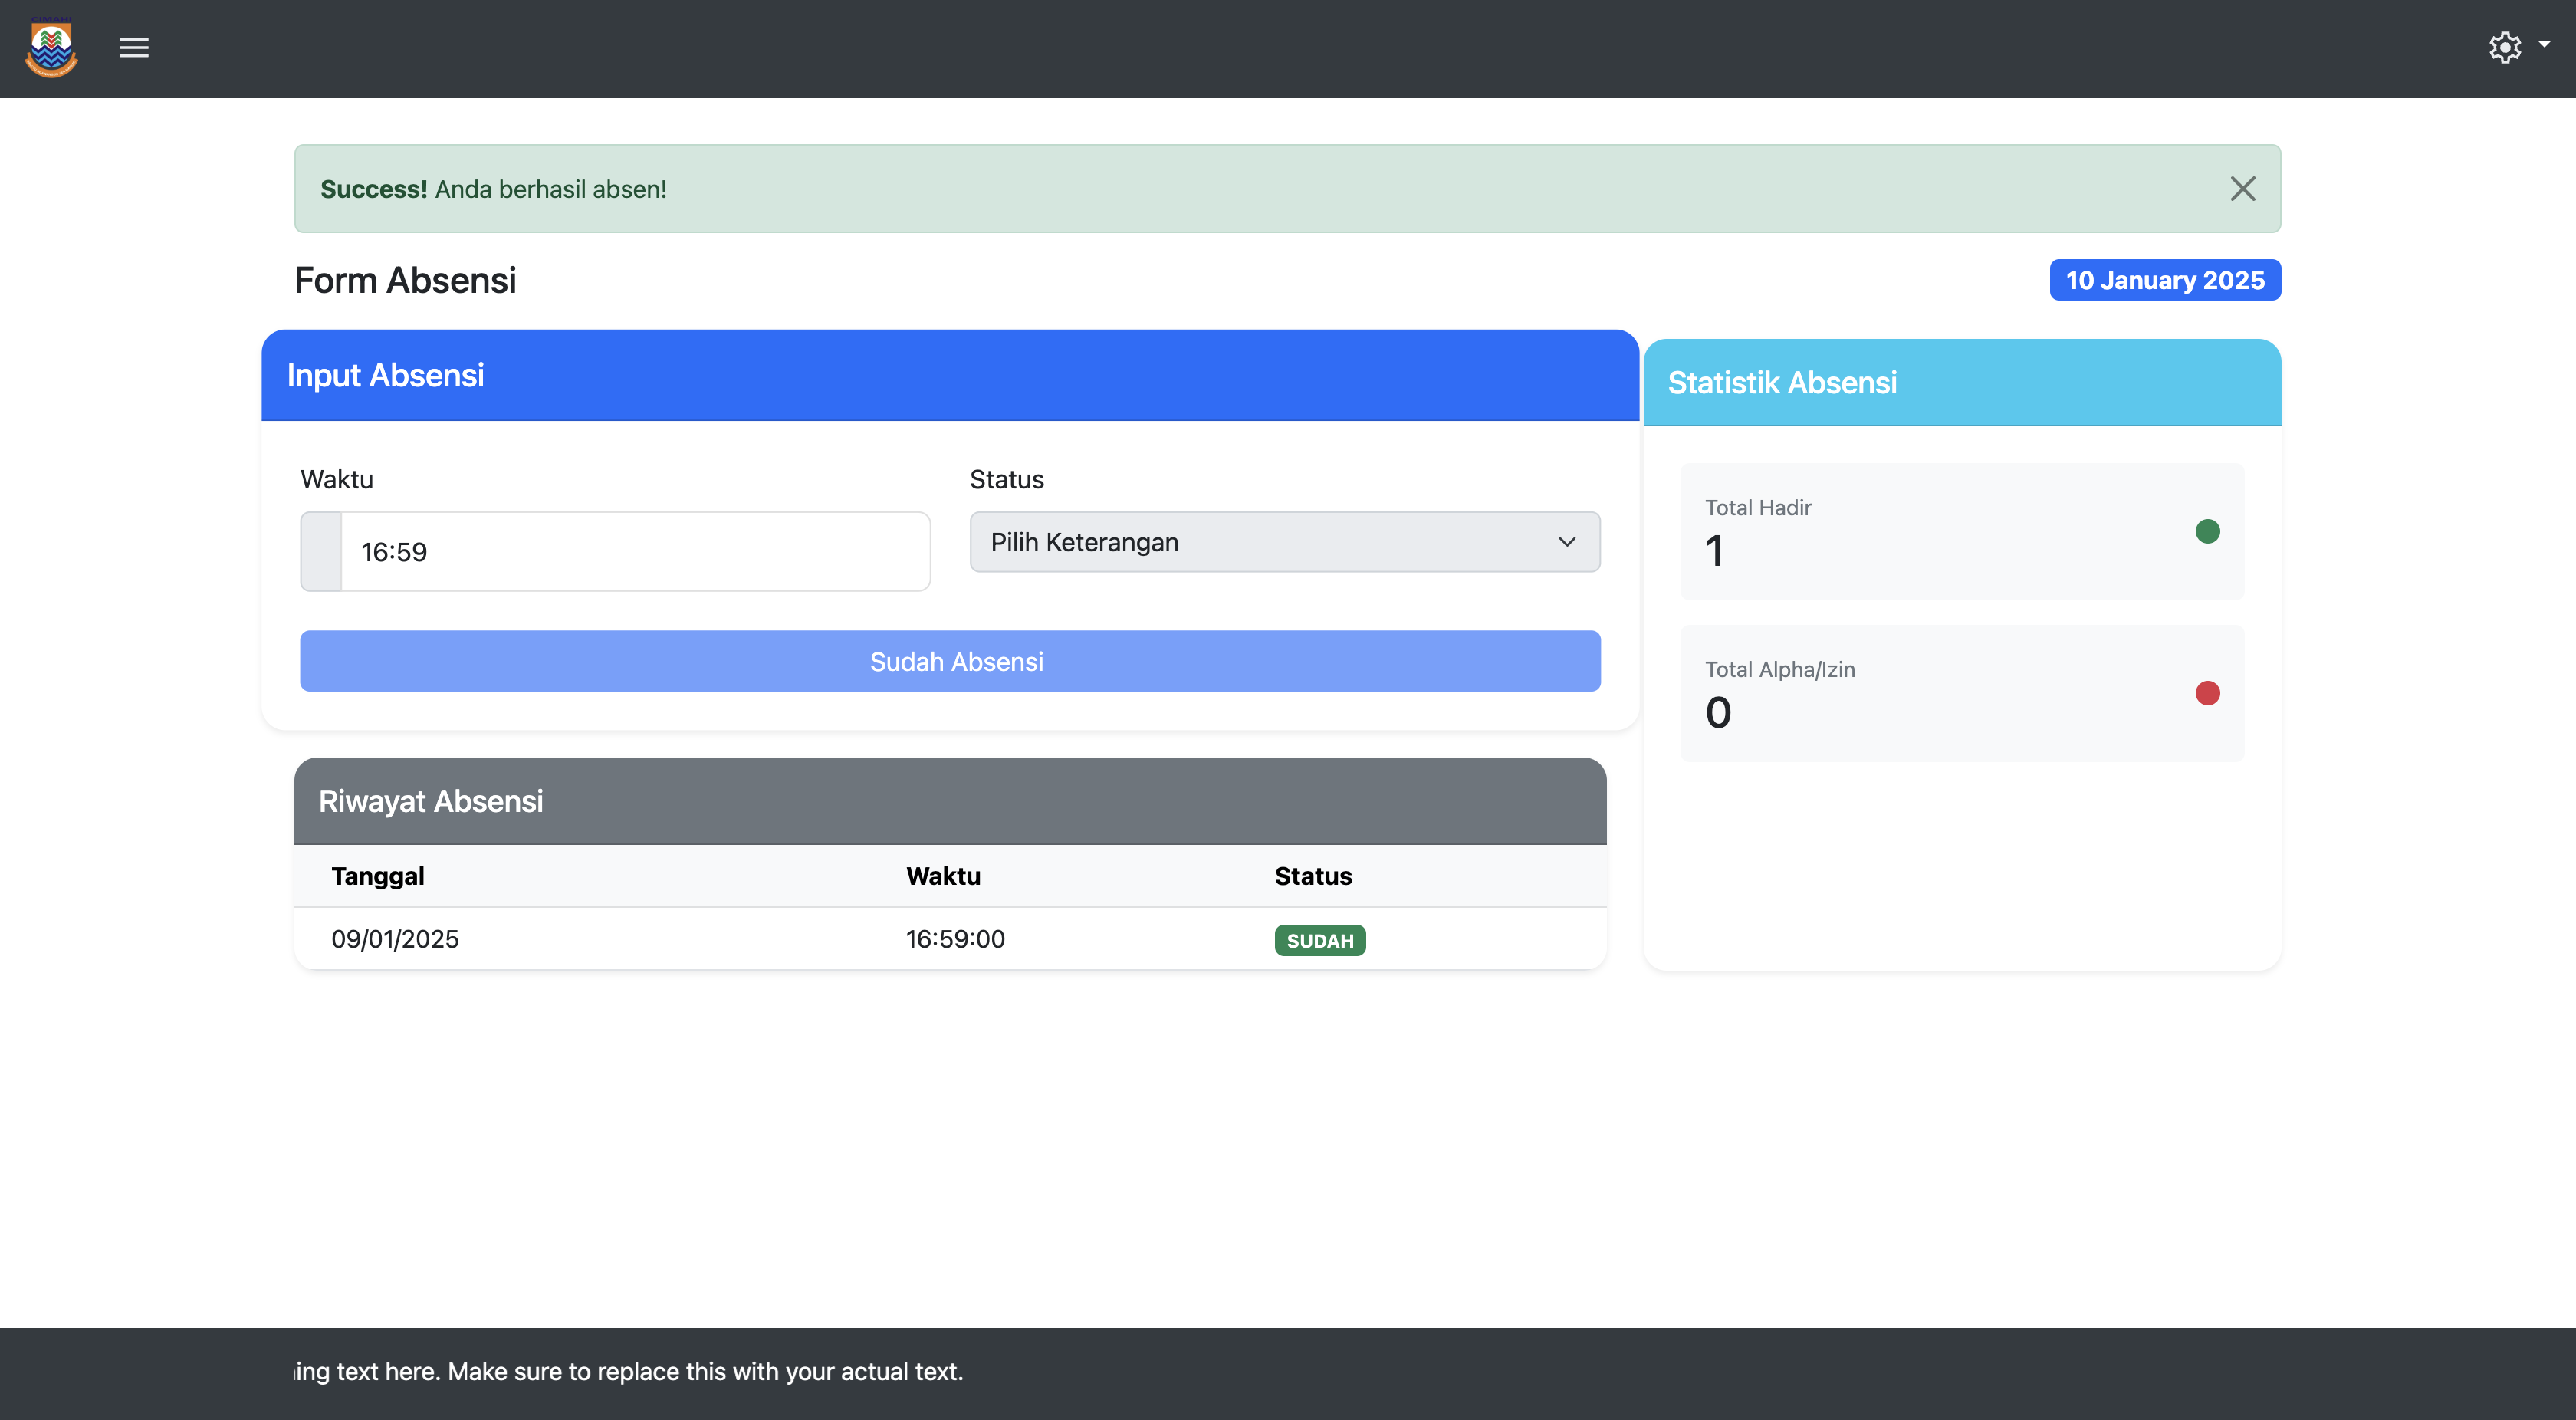 CIMAHI
Success! Anda berhasil absen!
Form Absensi
10 January 2025
Input Absensi
Waktu
16:59
Status
Pilih Keterangan
Sudah Absensi
Statistik Absensi
Total Hadir
1
Total Alpha/Izin
0
Riwayat Absensi
Tanggal Waktu Status
09/01/2025 16:59:00 SUDAH
ing text here. Make sure to replace this with your actual text.